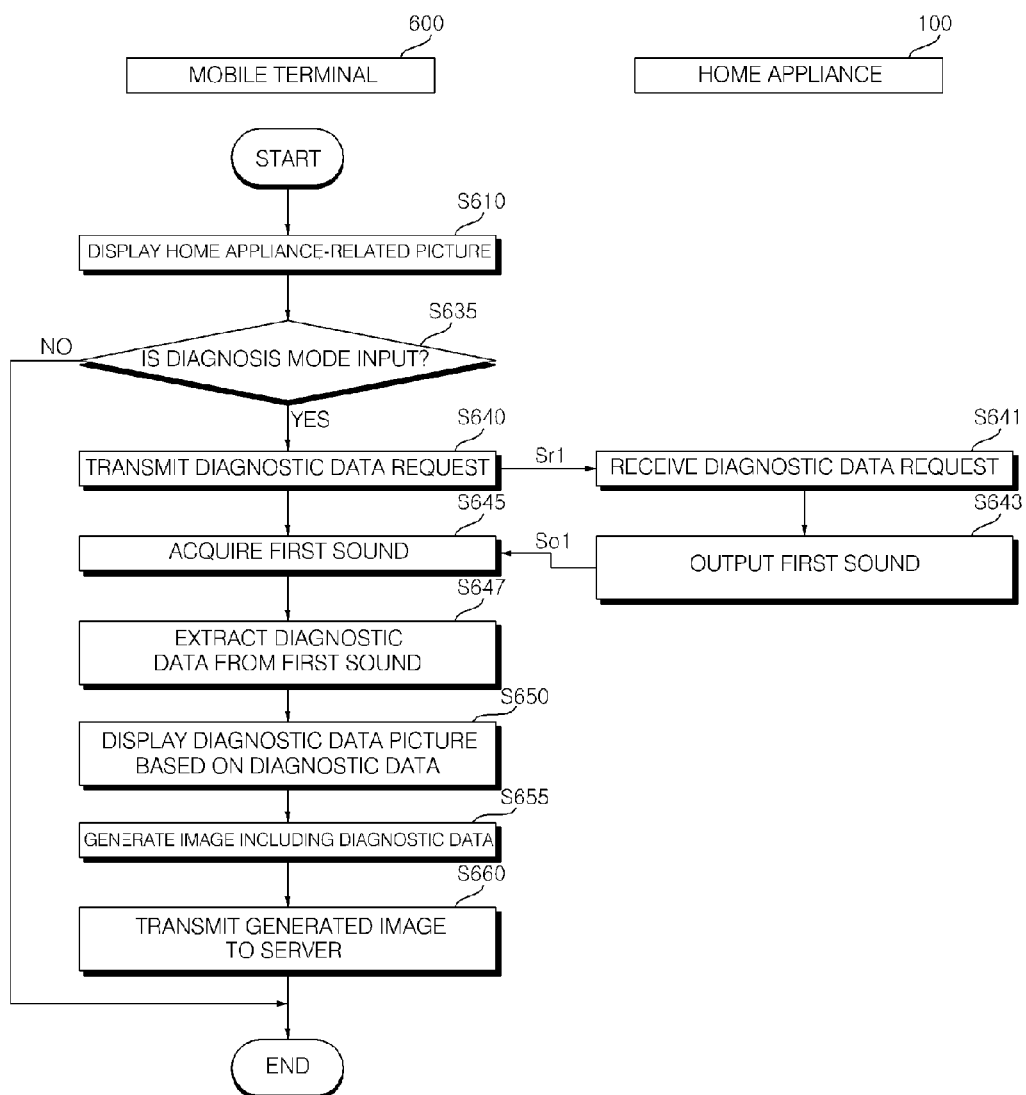 600
100
MOBILE TERMINAL
HOME APPLIANCE
START
S610
DISPLAY HOME APPLIANCE-RELATED PICTURE
S635
NO
IS DIAGNOSIS MODE INPUT?
YES
S640
S641
TRANSMIT DIAGNOSTIC DATA REQUEST
Sr1
RECEIVE DIAGNOSTIC DATA REQUEST
S645
S643
ACQUIRE FIRST SOUND
So1
OUTPUT FIRST SOUND
S647
EXTRACT DIAGNOSTIC
DATA FROM FIRST SOUND
S650
DISPLAY DIAGNOSTIC DATA PICTURE
BASED ON DIAGNOSTIC DATA
S655
GENERATE IMAGE INCLUDING DIAGNOSTIC DATA
S660
TRANSMIT GENERATED IMAGE
TO SERVER
END